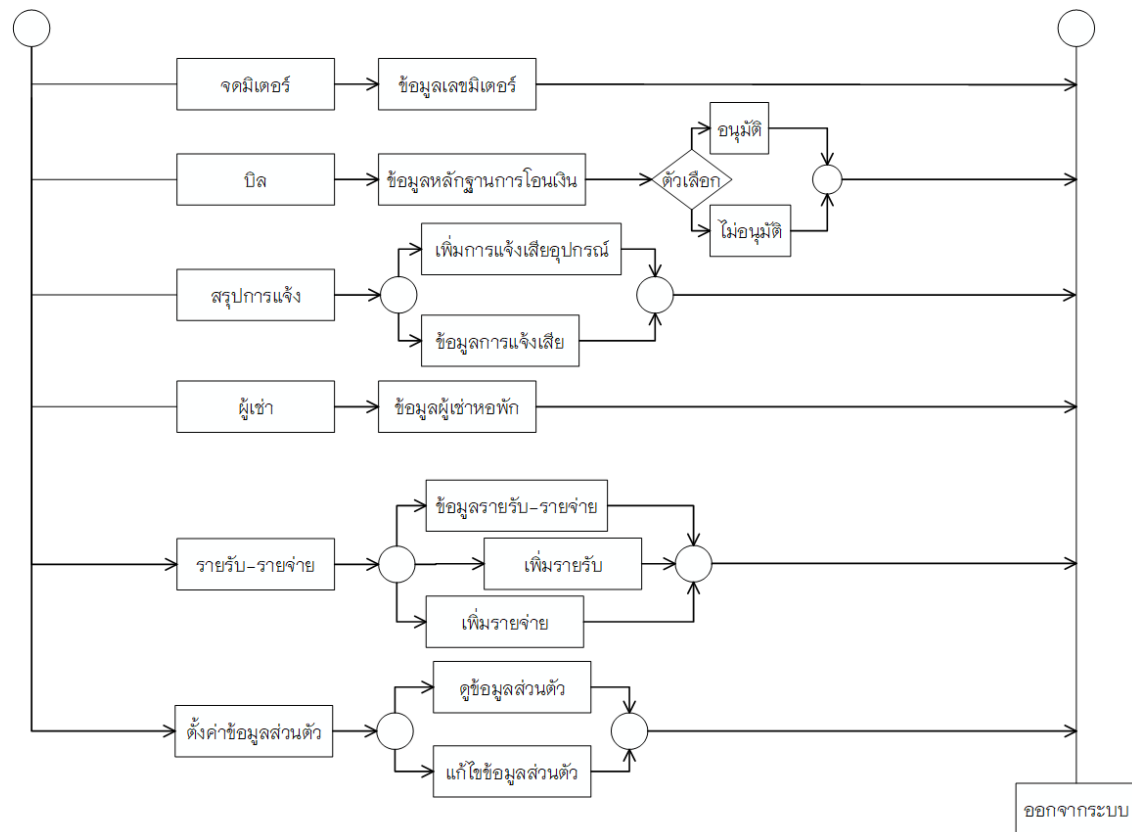 จดมิเตอร์
ข้อมูลเลขมิเตอร์
อนุมัติ
บิล
ข้อมูลหลักฐานการโอนเงิน
ตัวเลือก
ไม่อนุมัติ
เพิ่มการแจ้งเสียอุปกรณ์
สรุปการแจ้ง
ข้อมูลการแจ้งเสีย
ผู้เช่า
ข้อมูลผู้เช่าหอพัก
ข้อมูลรายรับ-รายจ่าย
รายรับ-รายจ่าย
เพิ่มรายรับ
เพิ่มรายจ่าย
ดูข้อมูลส่วนตัว
ตั้งค่าข้อมูลส่วนตัว
แก้ไขข้อมูลส่วนตัว
ออกจากระบบ